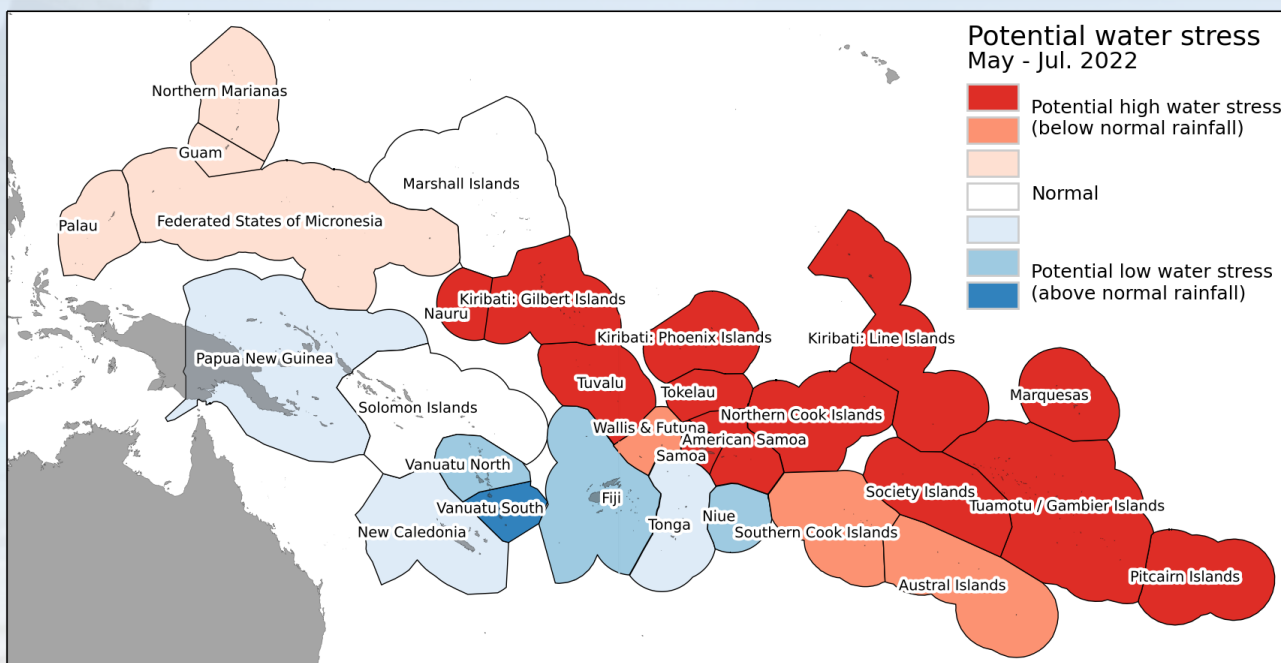 Potential water stress
May - Jul. 2022
Potential high water stress
(below normal rainfall)
Normal
Potential low water stress
(above normal rainfall)
Northern Marianas
Guam
Marshall Islands
Palau
Federated States of Micronesia
Nauru
Kiribati: Gilbert Islands
Kiribati: Phoenix Islands
Kiribati: Line Islands
Papua New Guinea
Tuvalu
Tokelau
Marquesas
Solomon Islands
Northern Cook Islands
Wallis & Futuna
American Samoa
Samoa
Vanuatu North
Society Islands
Fiji
Vanuatu South
Tuamotu / Gambier Islands
Niue
Tonga
New Caledonia
Southern Cook Islands
Pitcairn Islands
Austral Islands